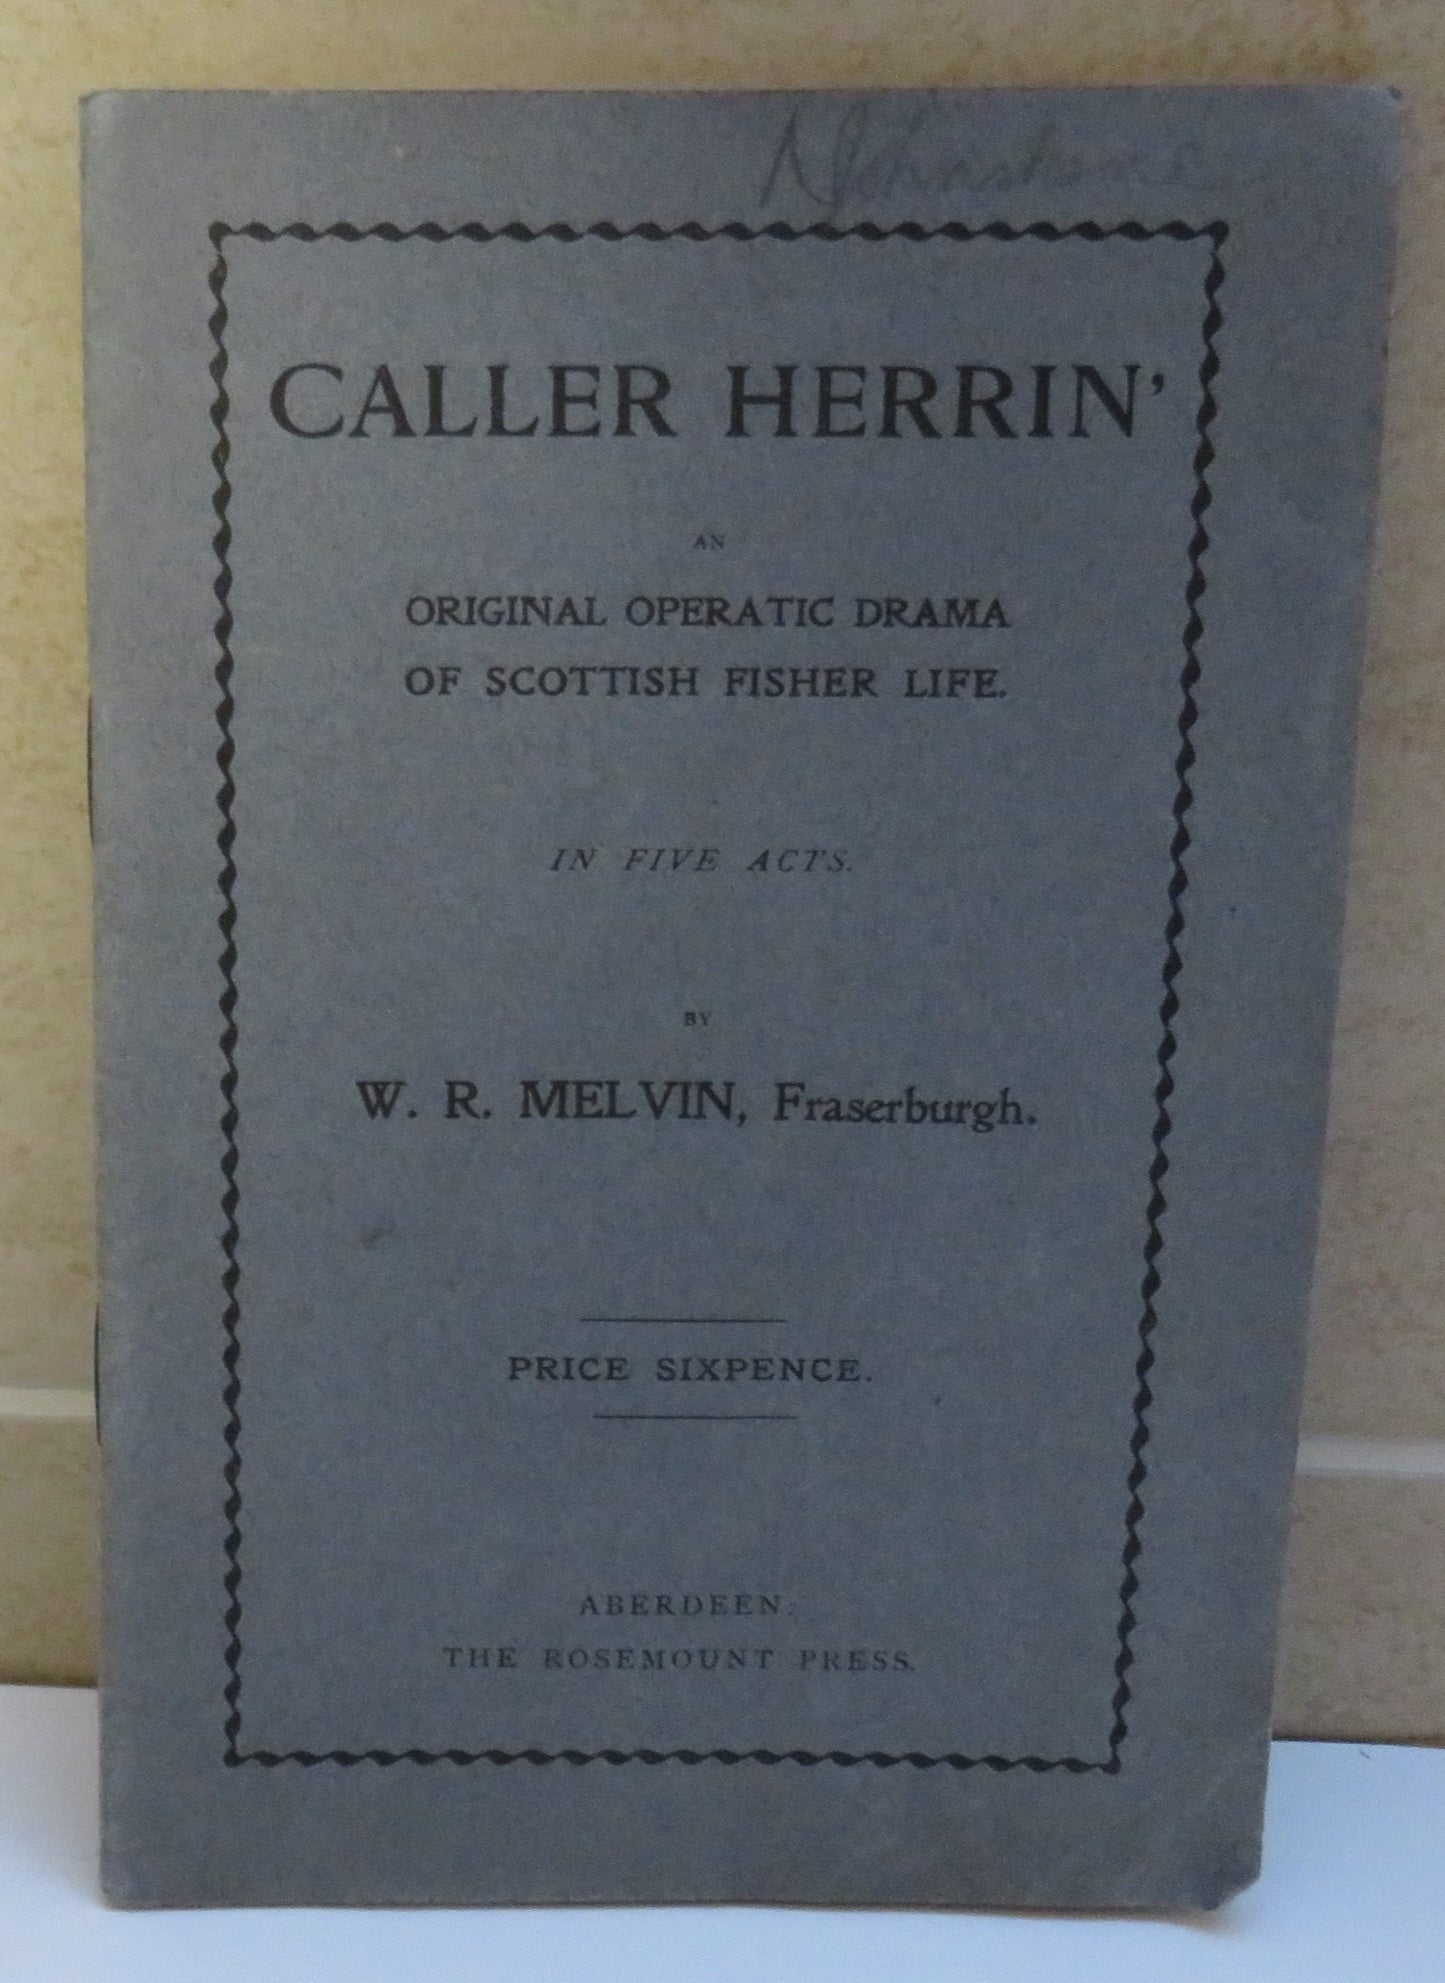 Johnstone
CALLER HERRIN'
AN
ORIGINAL OPERATIC DRAMA
OF SCOTTISH FISHER LIFE.
IN FIVE ACTS.
BY
W. R. MELVIN, Fraserburgh.
PRICE SIXPENCE.
ABERDEEN:
THE ROSEMOUNT PRESS.